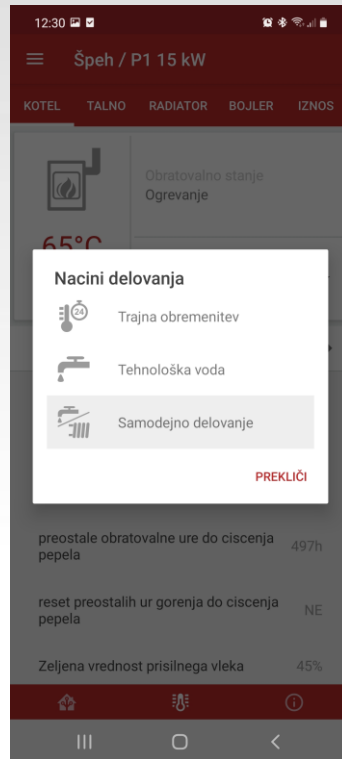 12:30
Špeh / P1 15 kW
KOTEL TALNO RADIATOR BOJLER IZNOS
Obratovalno stanje
Ogrevanje
65°C
Nacini delovanja
24
Trajna obremenitev
Tehnološka voda
Samodejno delovanje
PREKLIČI
preostale obratovalne ure do ciscenja
pepela
497h
reset preostalih ur gorenja do ciscenja
pepela
NE
Zeljena vrednost prisilnega vleka 45%